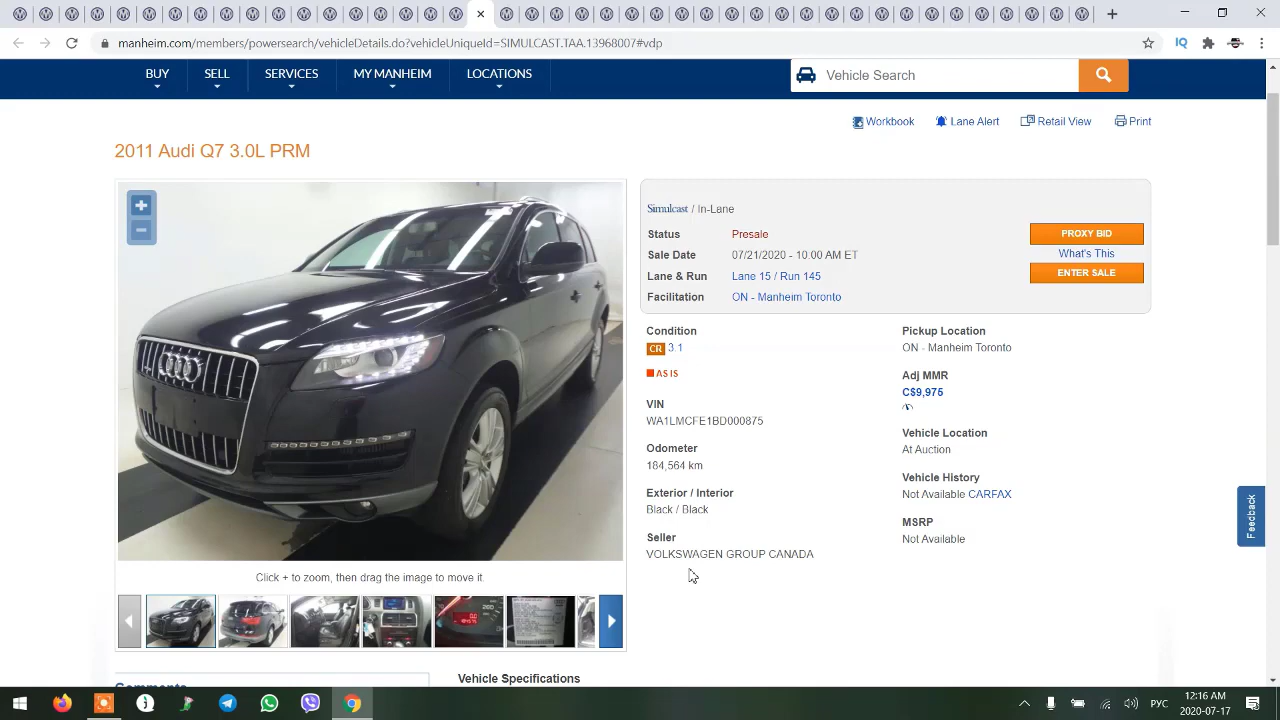 manheim.com/members/powersearch/vehicleDetails.do?vehicleUniqueId=SIMULCAST.TAA.13968007#vdp
IQ
BUY SELL SERVICES MY MANHEIM LOCATIONS
Vehicle Search
Workbook Lane Alert Retail View Print
2011 Audi Q7 3.0L PRM
Simulcast / In-Lane
Status Presale
PROXY BID
Sale Date 07/21/2020 - 10:00 AM ET
What's This
Lane & Run Lane 15 / Run 145
ENTER SALE
Facilitation ON - Manheim Toronto
Condition
CR 3.1
AS IS
VIN
WA1LMCFE1BD000875
Odometer
184,564 km
Exterior / Interior
Black / Black
Seller
VOLKSWAGEN GROUP CANADA
Pickup Location
ON - Manheim Toronto
Adj MMR
C$9,975
Vehicle Location
At Auction
Vehicle History
Not Available CARFAX
MSRP
Not Available
Feedback
Click + to zoom, then drag the image to move it.
Comments
Vehicle Specifications
РУС
12:16 AM
2020-07-17